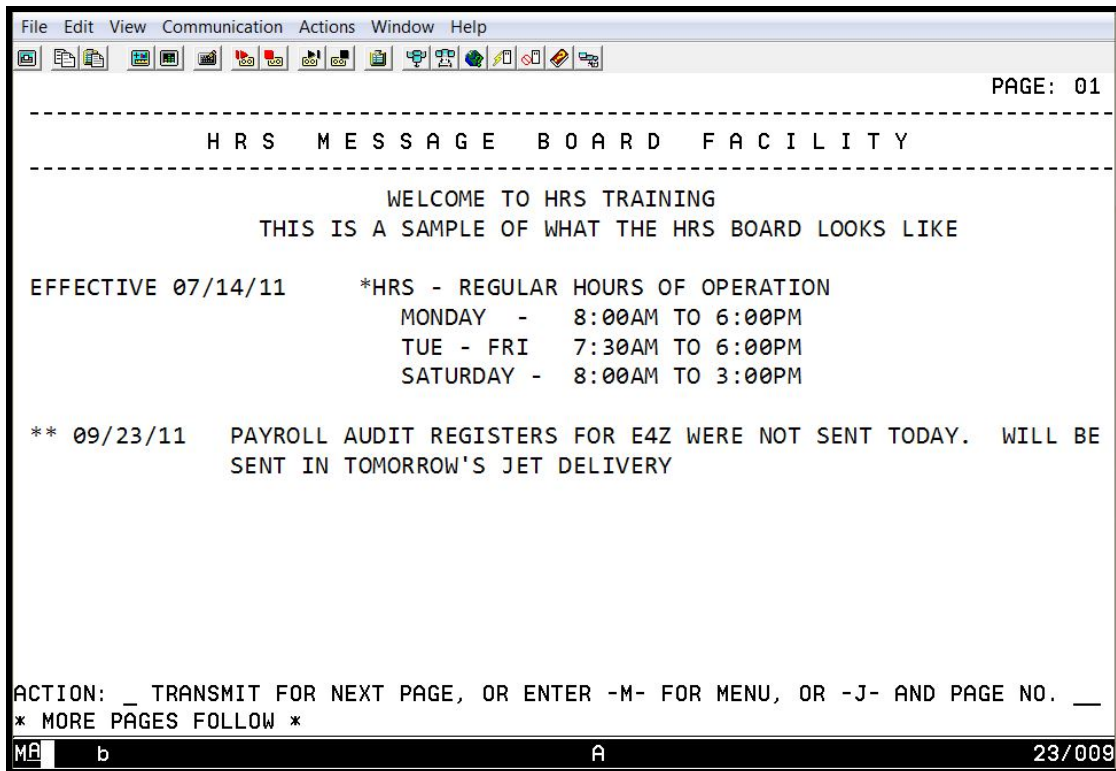 File Edit View Communication Actions Window Help
PAGE: 01
--------------------------------------------------------------------------------
H R S   M E S S A G E   B O A R D   F A C I L I T Y
--------------------------------------------------------------------------------
WELCOME TO HRS TRAINING
THIS IS A SAMPLE OF WHAT THE HRS BOARD LOOKS LIKE
EFFECTIVE 07/14/11 *HRS - REGULAR HOURS OF OPERATION
MONDAY - 8:00AM TO 6:00PM
TUE - FRI 7:30AM TO 6:00PM
SATURDAY - 8:00AM TO 3:00PM
** 09/23/11 PAYROLL AUDIT REGISTERS FOR E4Z WERE NOT SENT TODAY. WILL BE
SENT IN TOMORROW'S JET DELIVERY
ACTION: _ TRANSMIT FOR NEXT PAGE, OR ENTER -M- FOR MENU, OR -J- AND PAGE NO. __
* MORE PAGES FOLLOW *
MA b A 23/009